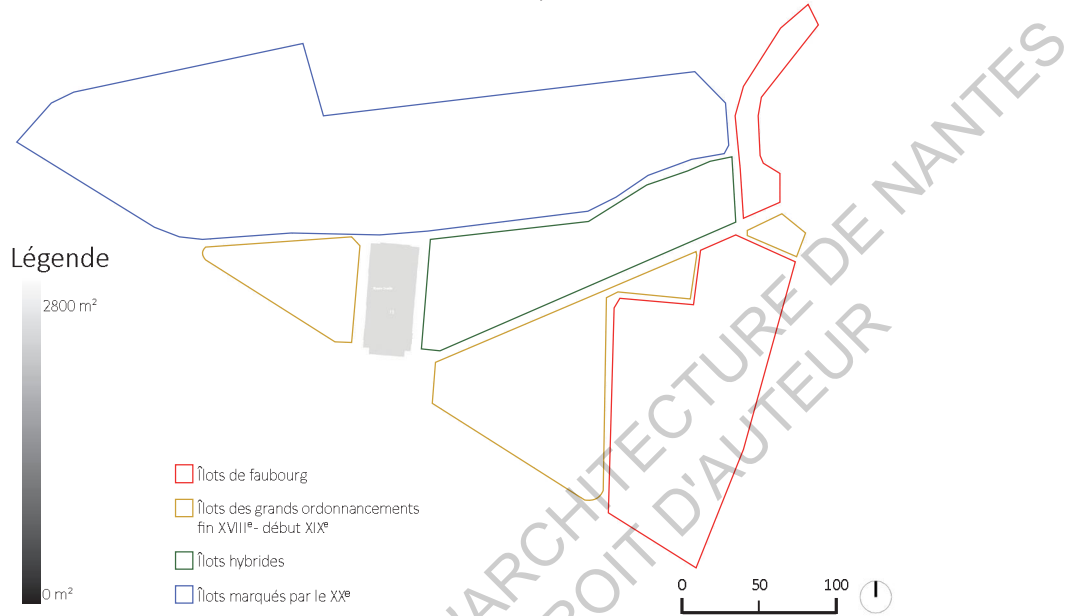 Légende
2800 m²
0 m²
Îlots de faubourg
Îlots des grands ordonnancements
fin XVIIIᵉ- début XIXᵉ
Îlots hybrides
Îlots marqués par le XXᵉ
0 50 100
L'ARCHITECTURE DE NANTES
DROIT D'AUTEUR